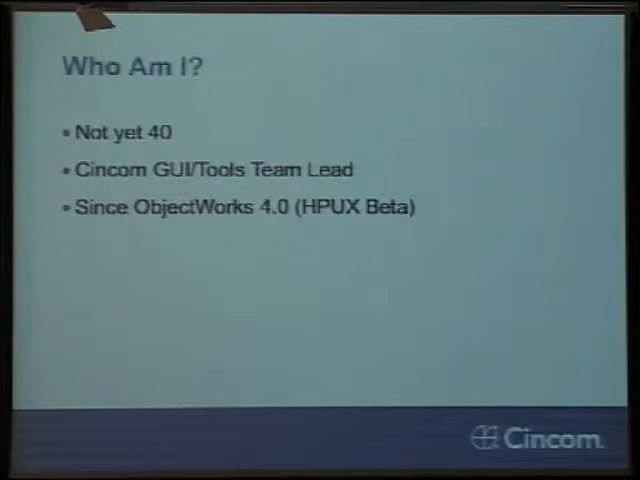 Who Am I?
• Not yet 40
• Cincom GUI/Tools Team Lead
• Since ObjectWorks 4.0 (HPUX Beta)
Cincom.